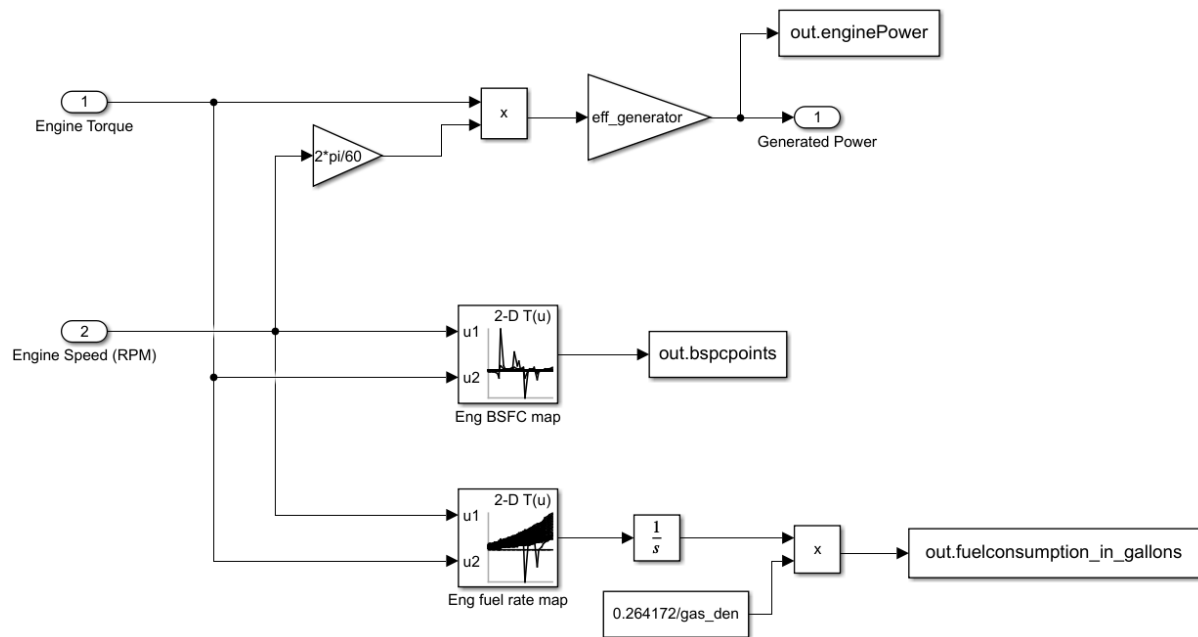 out.enginePower
1
Engine Torque
x
eff_generator
1
Generated Power
2*pi/60
2
Engine Speed (RPM)
2-D T(u)
u1
u2
Eng BSFC map
out.bspcpoints
2-D T(u)
u1
u2
Eng fuel rate map
1
s
x
out.fuelconsumption_in_gallons
0.264172/gas_den